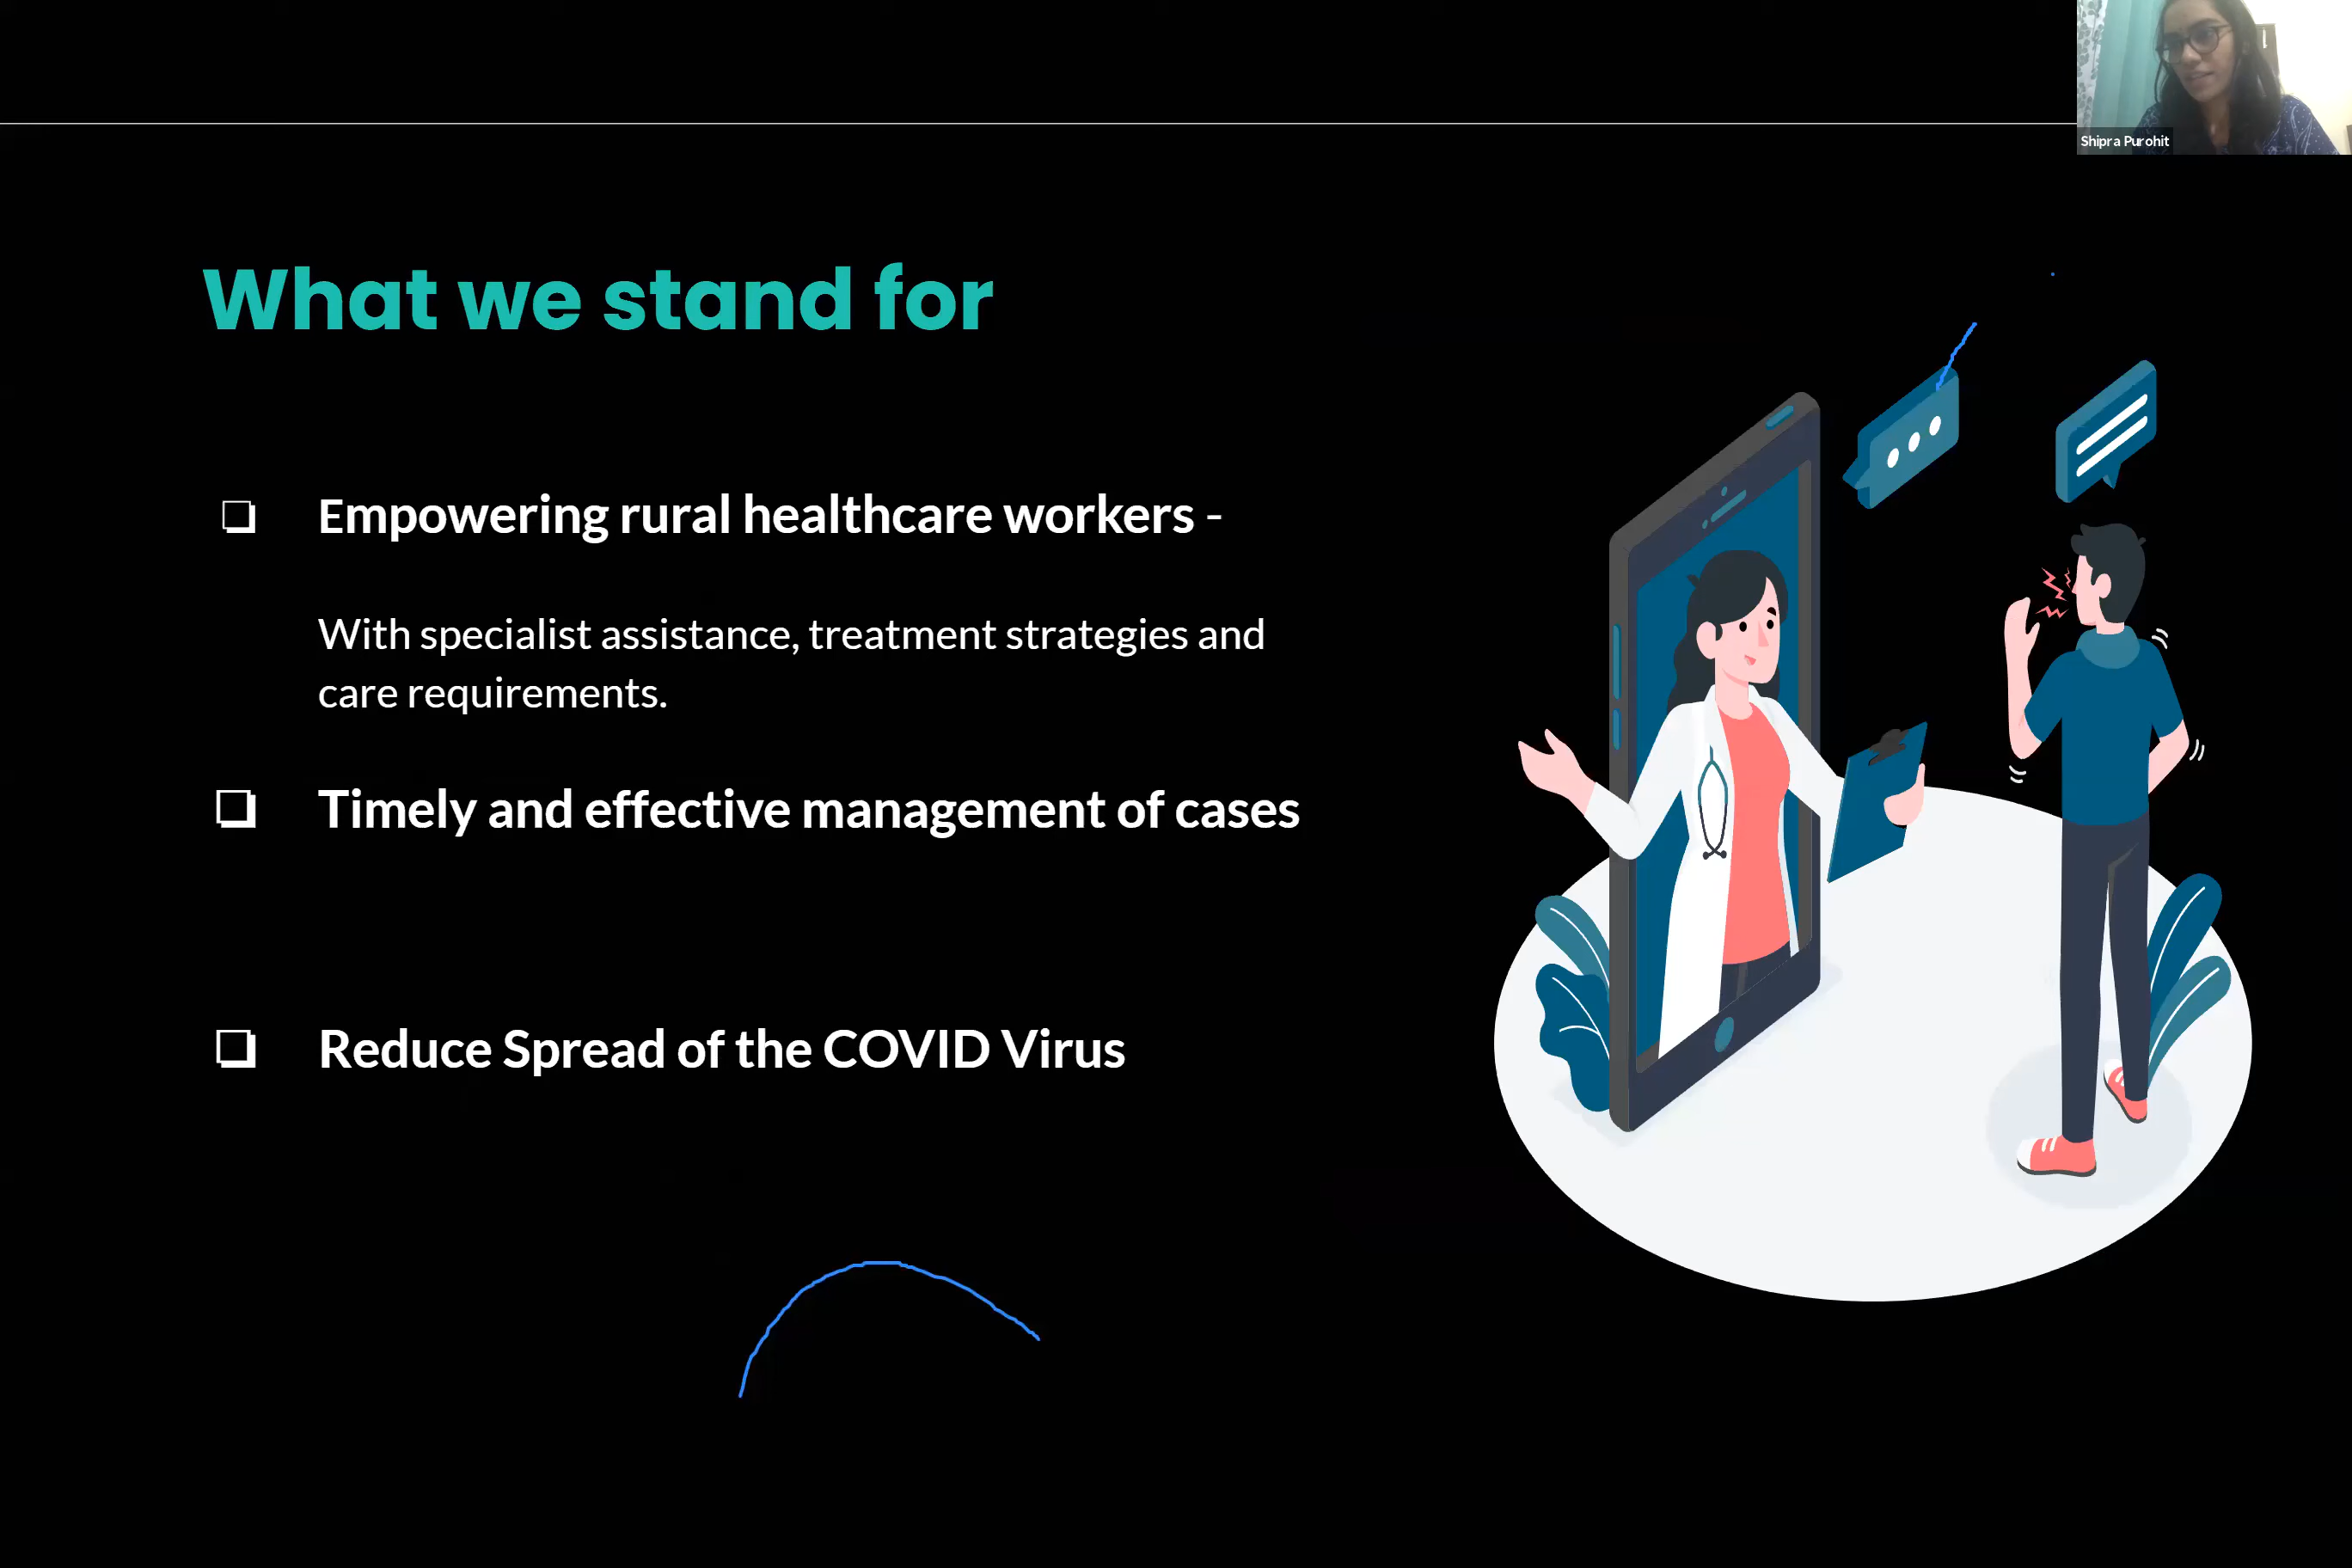 Shipra Purohit
What we stand for
❏ Empowering rural healthcare workers -
With specialist assistance, treatment strategies and
care requirements.
❏ Timely and effective management of cases
❏ Reduce Spread of the COVID Virus